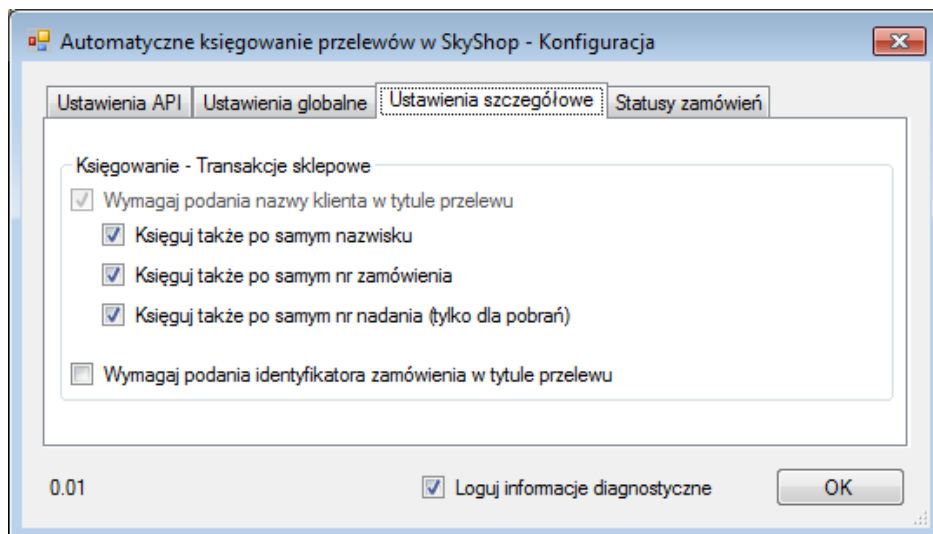 Automatyczne księgowanie przelewów w SkyShop - Konfiguracja
Ustawienia API Ustawienia globalne Ustawienia szczegółowe Statusy zamówień
Księgowanie - Transakcje sklepowe
Wymagaj podania nazwy klienta w tytule przelewu
Księguj także po samym nazwisku
Księguj także po samym nr zamówienia
Księguj także po samym nr nadania (tylko dla pobrań)
Wymagaj podania identyfikatora zamówienia w tytule przelewu
0.01 Loguj informacje diagnostyczne OK